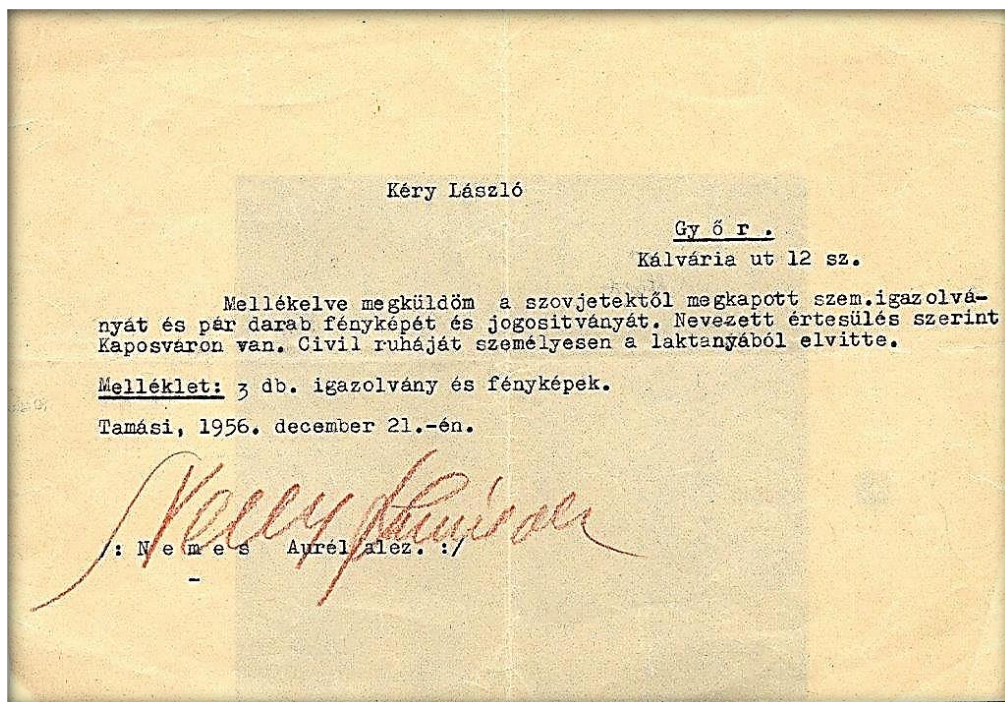 Kéry László
Gy ő r .
Kálvária ut 12 sz.
Mellékelve megküldöm a szovjetektől megkapott szem.igazolvá-
nyát és pár darab fényképét és jogositványát. Nevezett értesülés szerint
Kaposváron van. Civil ruháját személyesen a laktanyából elvitte.
Melléklet: 3 db. igazolvány és fényképek.
Tamási, 1956. december 21.-én.
/: N e m e s Aurél alez. :/